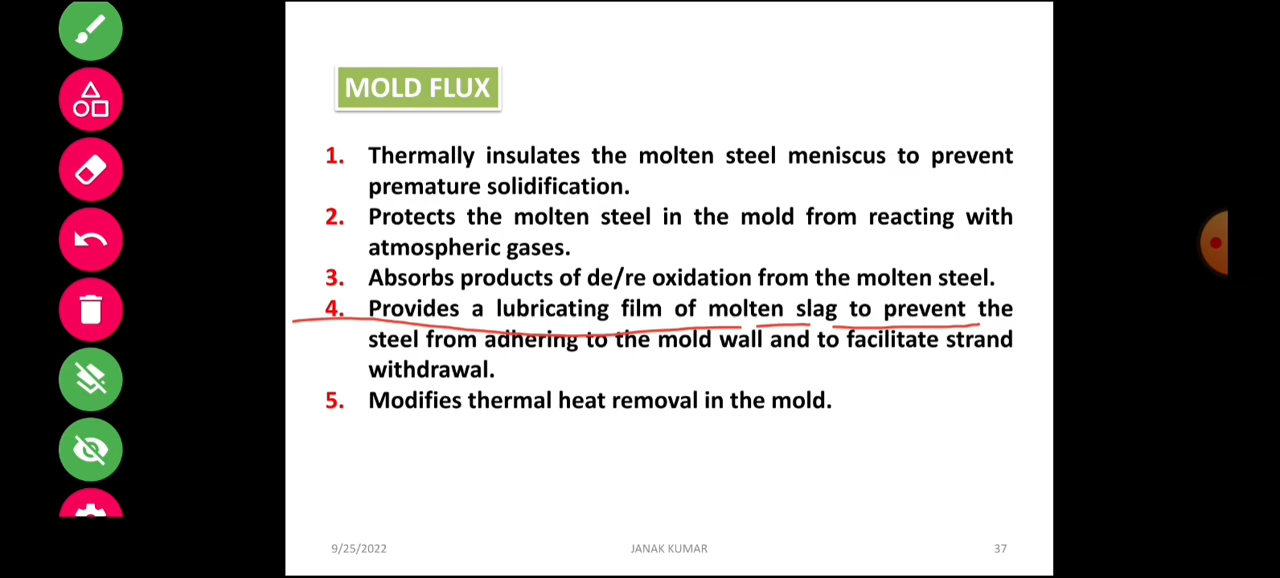 MOLD FLUX
1. Thermally insulates the molten steel meniscus to prevent
premature solidification.
2. Protects the molten steel in the mold from reacting with
atmospheric gases.
3. Absorbs products of de/re oxidation from the molten steel.
4. Provides a lubricating film of molten slag to prevent the
steel from adhering to the mold wall and to facilitate strand
withdrawal.
5. Modifies thermal heat removal in the mold.
9/25/2022 JANAK KUMAR 37